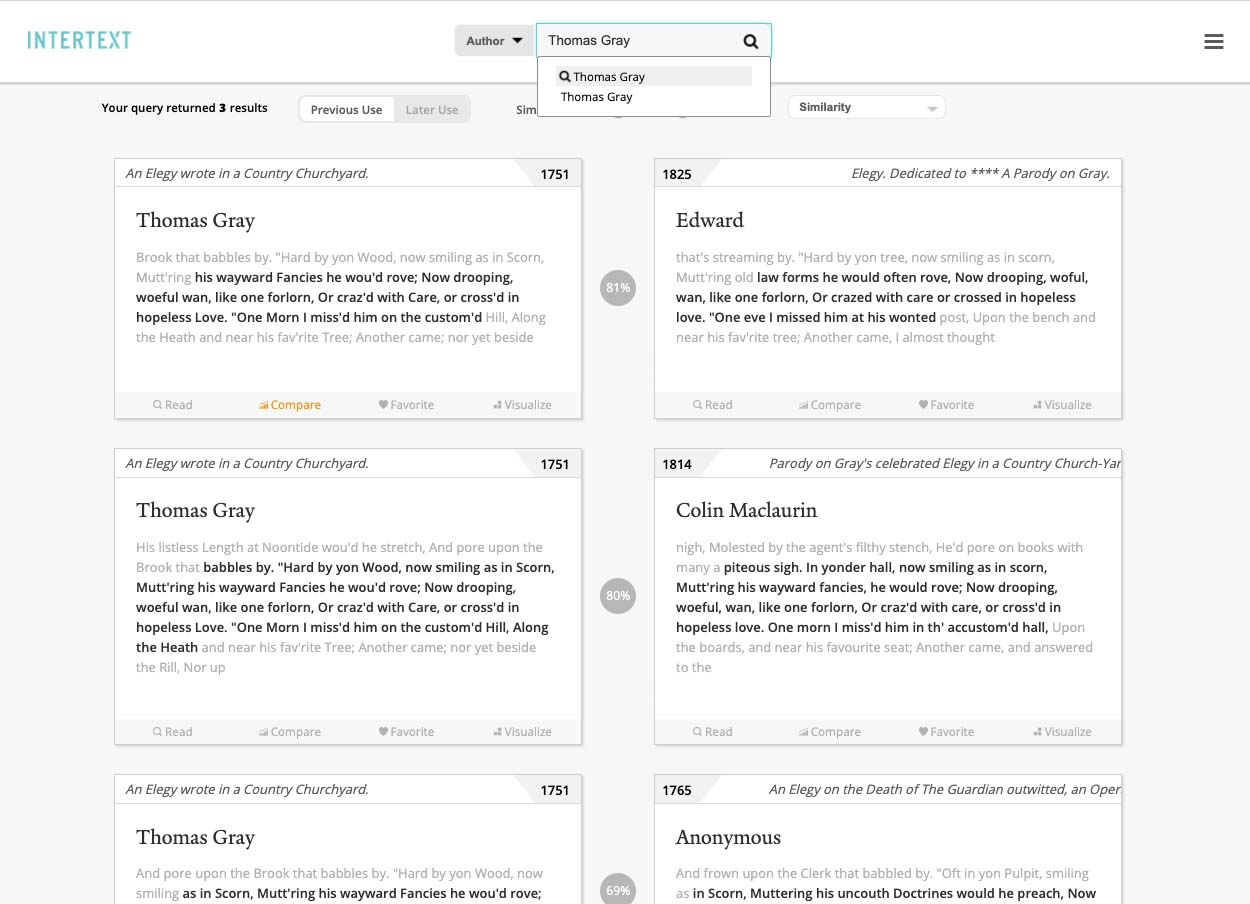 INTERTEXT
Author
Thomas Gray
Thomas Gray
Thomas Gray
Your query returned 3 results
Previous Use
Later Use
Similarity
An Elegy wrote in a Country Churchyard.
1751
Thomas Gray
Brook that babbles by. "Hard by yon Wood, now smiling as in Scorn,
Mutt'ring his wayward Fancies he wou'd rove; Now drooping,
woeful wan, like one forlorn, Or craz'd with Care, or cross'd in
hopeless Love. "One Morn I miss'd him on the custom'd Hill, Along
the Heath and near his fav'rite Tree; Another came; nor yet beside
Read Compare Favorite Visualize
81%
1825
Elegy. Dedicated to **** A Parody on Gray.
Edward
that's streaming by. "Hard by yon tree, now smiling as in scorn,
Mutt'ring old law forms he would often rove, Now drooping, woful,
wan, like one forlorn, Or crazed with care or crossed in hopeless
love. "One eve I missed him at his wonted post, Upon the bench and
near his fav'rite tree; Another came, I almost thought
Read Compare Favorite Visualize
An Elegy wrote in a Country Churchyard.
1751
Thomas Gray
His listless Length at Noontide wou'd he stretch, And pore upon the
Brook that babbles by. "Hard by yon Wood, now smiling as in Scorn,
Mutt'ring his wayward Fancies he wou'd rove; Now drooping,
woeful wan, like one forlorn, Or craz'd with Care, or cross'd in
hopeless Love. "One Morn I miss'd him on the custom'd Hill, Along
the Heath and near his fav'rite Tree; Another came; nor yet beside
the Rill, Nor up
Read Compare Favorite Visualize
80%
1814
Parody on Gray's celebrated Elegy in a Country Church-Yar
Colin Maclaurin
nigh, Molested by the agent's filthy stench, He'd pore on books with
many a piteous sigh. In yonder hall, now smiling as in scorn,
Mutt'ring his wayward fancies, he would rove; Now drooping,
woeful, wan, like one forlorn, Or craz'd with care, or cross'd in
hopeless love. One morn I miss'd him in th' accustom'd hall, Upon
the boards, and near his favourite seat; Another came, and answered
to the
Read Compare Favorite Visualize
An Elegy wrote in a Country Churchyard.
1751
Thomas Gray
And pore upon the Brook that babbles by. "Hard by yon Wood, now
smiling as in Scorn, Mutt'ring his wayward Fancies he wou'd rove;
69%
1765
An Elegy on the Death of The Guardian outwitted, an Oper
Anonymous
And frown upon the Clerk that babbled by. "Oft in yon Pulpit, smiling
as in Scorn, Muttering his uncouth Doctrines would he preach, Now